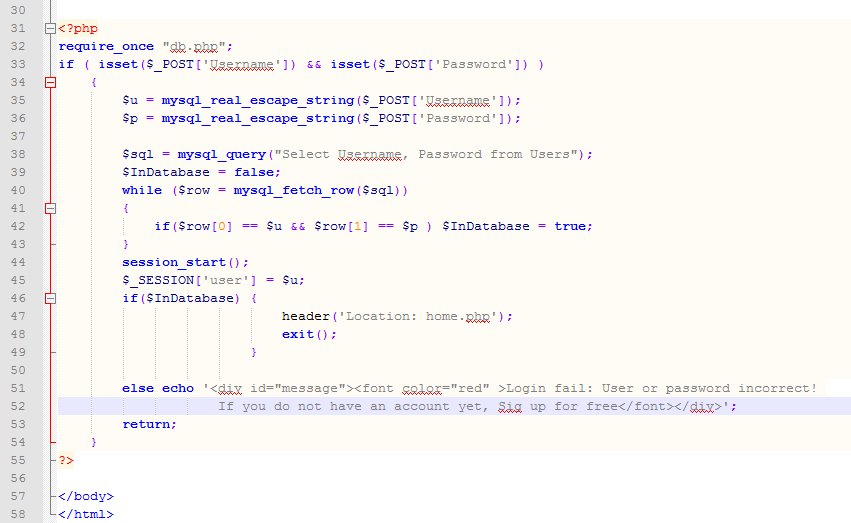 30
31 <?php
32 require_once "db.php";
33 if ( isset($_POST['Username']) && isset($_POST['Password']) )
34 {
35 $u = mysql_real_escape_string($_POST['Username']);
36 $p = mysql_real_escape_string($_POST['Password']);
37
38 $sql = mysql_query("Select Username, Password from Users");
39 $InDatabase = false;
40 while ($row = mysql_fetch_row($sql))
41 {
42 if($row[0] == $u && $row[1] == $p ) $InDatabase = true;
43 }
44 session_start();
45 $_SESSION['user'] = $u;
46 if($InDatabase) {
47 header('Location: home.php');
48 exit();
49 }
50
51 else echo '<div id="message"><font color="red" >Login fail: User or password incorrect!
52 If you do not have an account yet, Sig up for free</font></div>';
53 return;
54 }
55 ?>
56
57 </body>
58 </html>